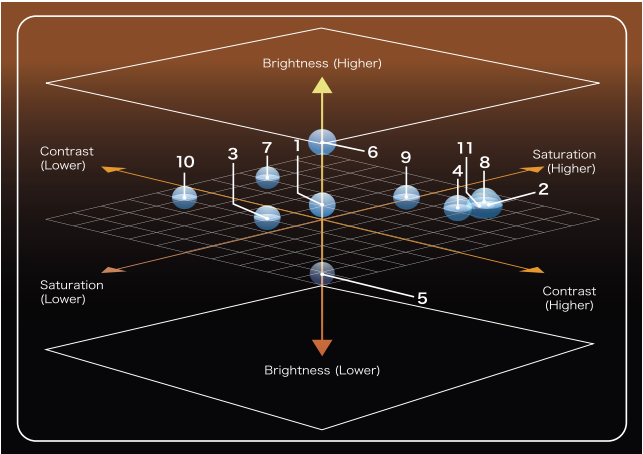 Brightness (Higher)
Contrast
(Lower)
10
3
7
1
6
9
11
4
8
2
Saturation
(Higher)
Saturation
(Lower)
5
Contrast
(Higher)
Brightness (Lower)